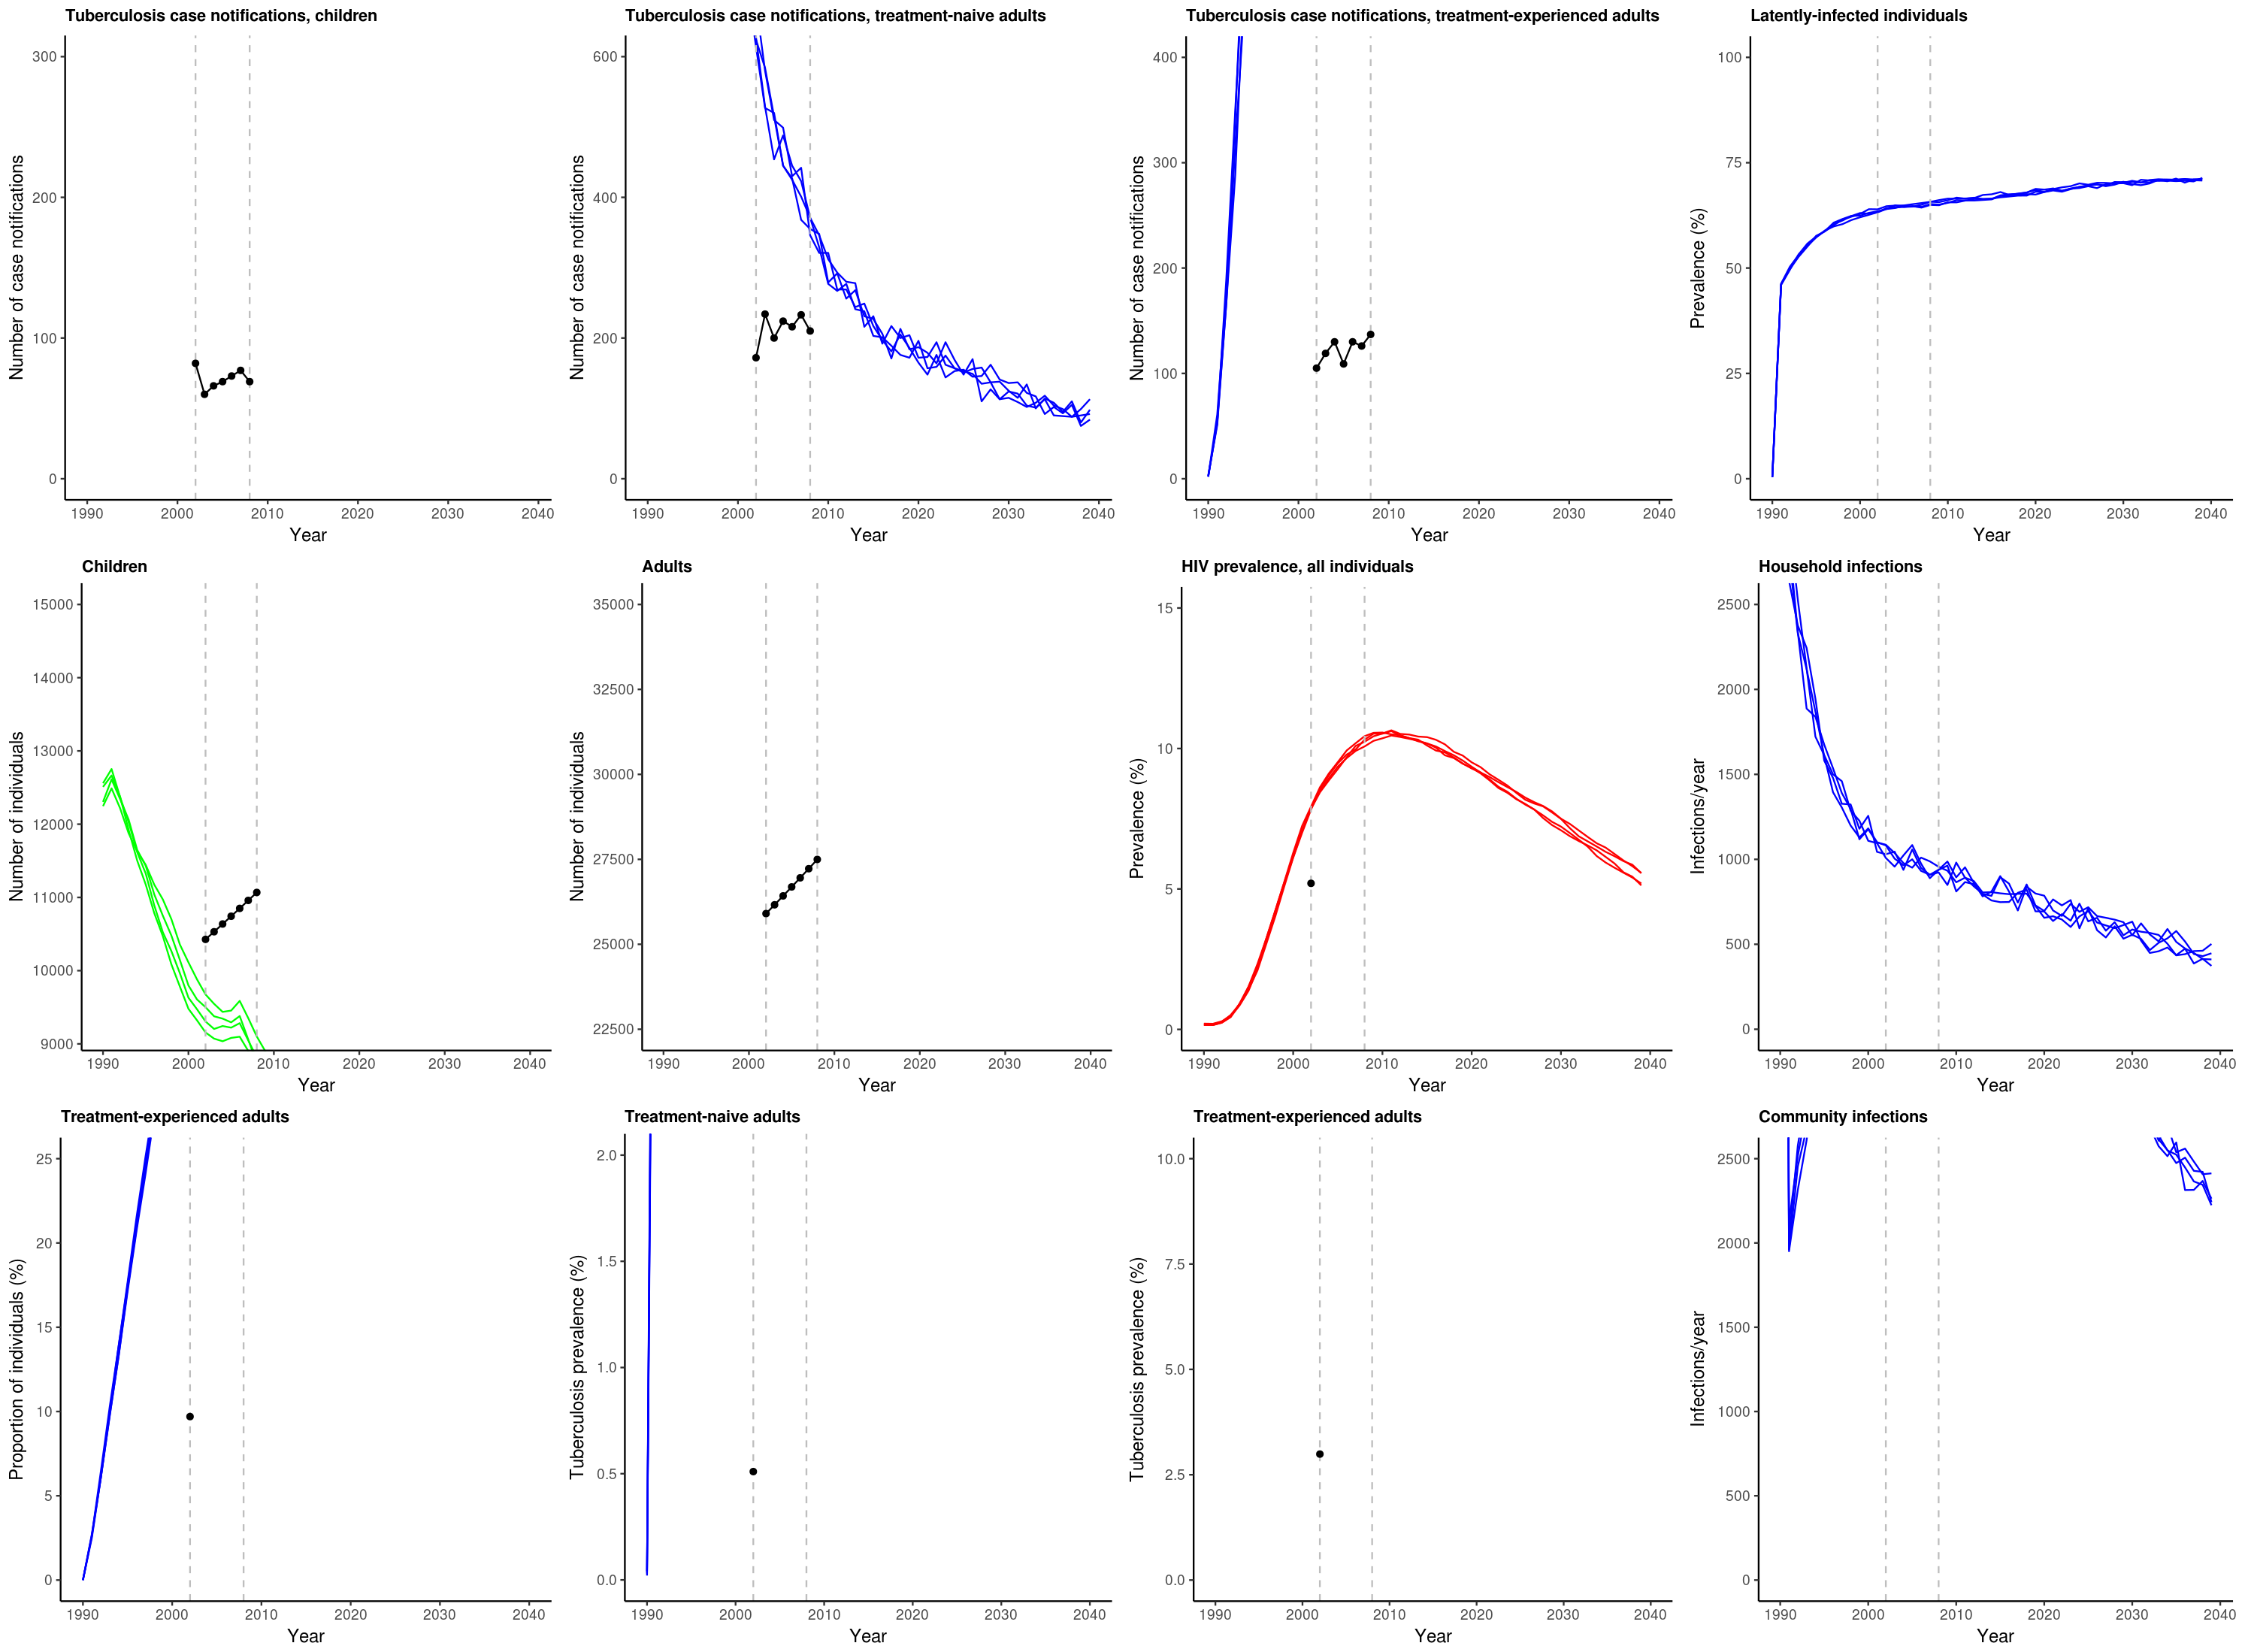 Tuberculosis case notifications, children
Number of case notifications
300
200
100
0
1990 2000 2010 2020 2030 2040
Year
Tuberculosis case notifications, treatment-naive adults
Number of case notifications
600
400
200
0
1990 2000 2010 2020 2030 2040
Year
Tuberculosis case notifications, treatment-experienced adults
Number of case notifications
400
300
200
100
0
1990 2000 2010 2020 2030 2040
Year
Latently-infected individuals
Prevalence (%)
100
75
50
25
0
1990 2000 2010 2020 2030 2040
Year
Children
Number of individuals
15000
14000
13000
12000
11000
10000
9000
1990 2000 2010 2020 2030 2040
Year
Adults
Number of individuals
35000
32500
30000
27500
25000
22500
1990 2000 2010 2020 2030 2040
Year
HIV prevalence, all individuals
Prevalence (%)
15
10
5
0
1990 2000 2010 2020 2030 2040
Year
Household infections
Infections/year
2500
2000
1500
1000
500
0
1990 2000 2010 2020 2030 2040
Year
Treatment-experienced adults
Proportion of individuals (%)
25
20
15
10
5
0
1990 2000 2010 2020 2030 2040
Year
Treatment-naive adults
Tuberculosis prevalence (%)
2.0
1.5
1.0
0.5
0.0
1990 2000 2010 2020 2030 2040
Year
Treatment-experienced adults
Tuberculosis prevalence (%)
10.0
7.5
5.0
2.5
0.0
1990 2000 2010 2020 2030 2040
Year
Community infections
Infections/year
2500
2000
1500
1000
500
0
1990 2000 2010 2020 2030 2040
Year